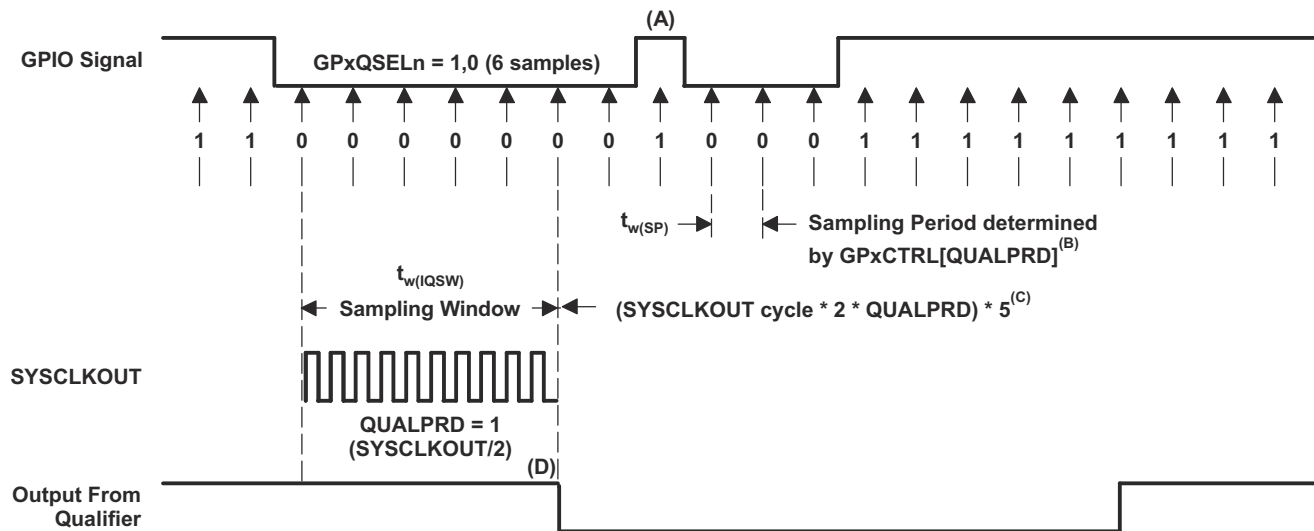 (A)
GPIO Signal
GPxQSELn = 1,0 (6 samples)
1 1 0 0 0 0 0 0 0 1 0 0 0 1 1 1 1 1 1 1 1 1
tw(SP)
Sampling Period determined
by GPxCTRL[QUALPRD](B)
tw(IQSW)
Sampling Window
(SYSCLKOUT cycle * 2 * QUALPRD) * 5(C)
SYSCLKOUT
QUALPRD = 1
(SYSCLKOUT/2)
(D)
Output From
Qualifier